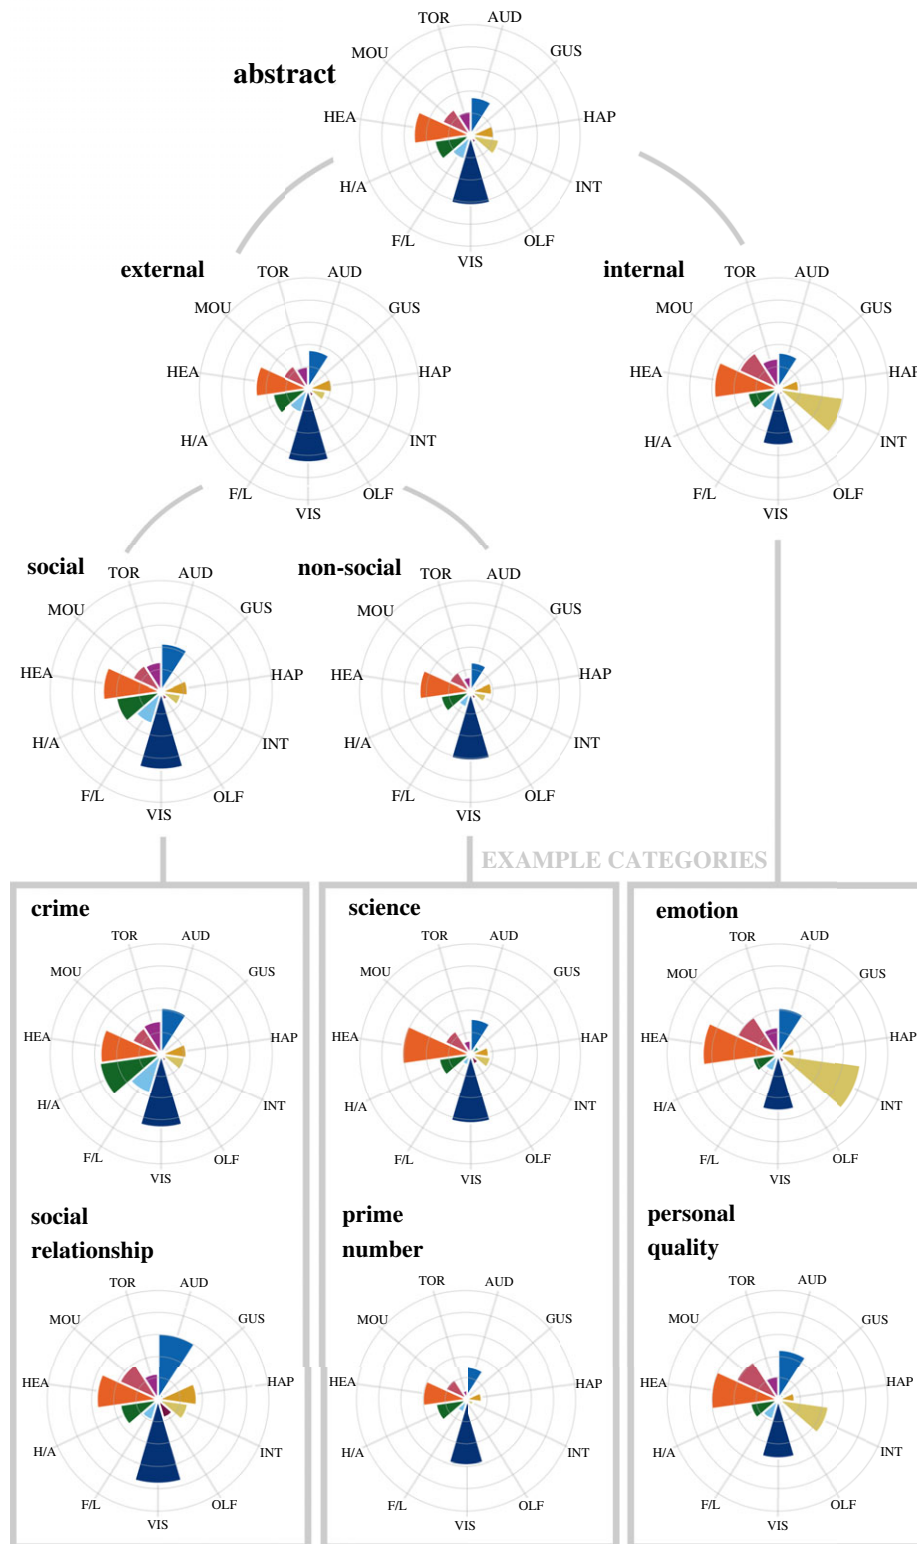 abstract
TOR AUD
MOU GUS
HEA HAP
H/A INT
F/L OLF
VIS
external
TOR AUD
MOU GUS
HEA HAP
H/A INT
F/L OLF
VIS
internal
TOR AUD
MOU GUS
HEA HAP
H/A INT
F/L OLF
VIS
social
TOR AUD
MOU GUS
HEA HAP
H/A INT
F/L OLF
VIS
non-social
TOR AUD
MOU GUS
HEA HAP
H/A INT
F/L OLF
VIS
EXAMPLE CATEGORIES
crime
TOR AUD
MOU GUS
HEA HAP
H/A INT
F/L OLF
VIS
social
relationship
TOR AUD
MOU GUS
HEA HAP
H/A INT
F/L OLF
VIS
science
TOR AUD
MOU GUS
HEA HAP
H/A INT
F/L OLF
VIS
prime
number
TOR AUD
MOU GUS
HEA HAP
H/A INT
F/L OLF
VIS
emotion
TOR AUD
MOU GUS
HEA HAP
H/A INT
F/L OLF
VIS
personal
quality
TOR AUD
MOU GUS
HEA HAP
H/A INT
F/L OLF
VIS